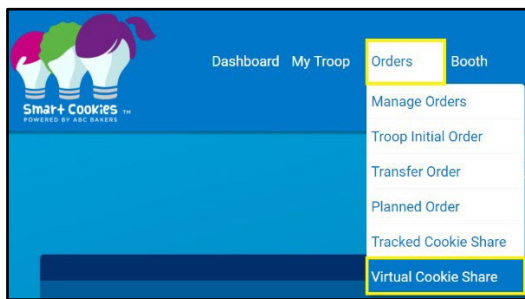 Dashboard My Troop Orders Booth
Smart Cookies TM
POWERED BY ABC BAKERS
Manage Orders
Troop Initial Order
Transfer Order
Planned Order
Tracked Cookie Share
Virtual Cookie Share